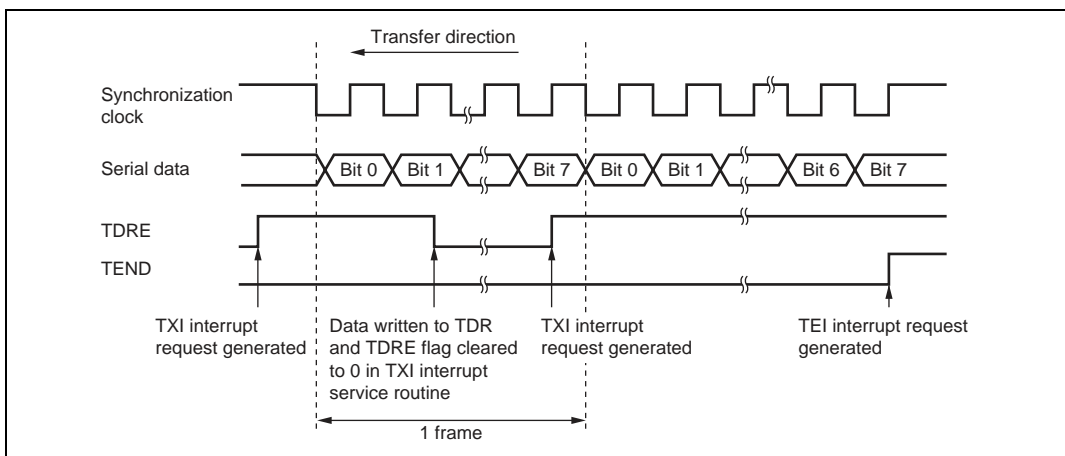 Transfer direction
Synchronization
clock
Serial data
Bit 0
Bit 1
Bit 7
Bit 0
Bit 1
Bit 6
Bit 7
TDRE
TEND
TXI interrupt
request generated
Data written to TDR
and TDRE flag cleared
to 0 in TXI interrupt
service routine
TXI interrupt
request generated
TEI interrupt request
generated
1 frame